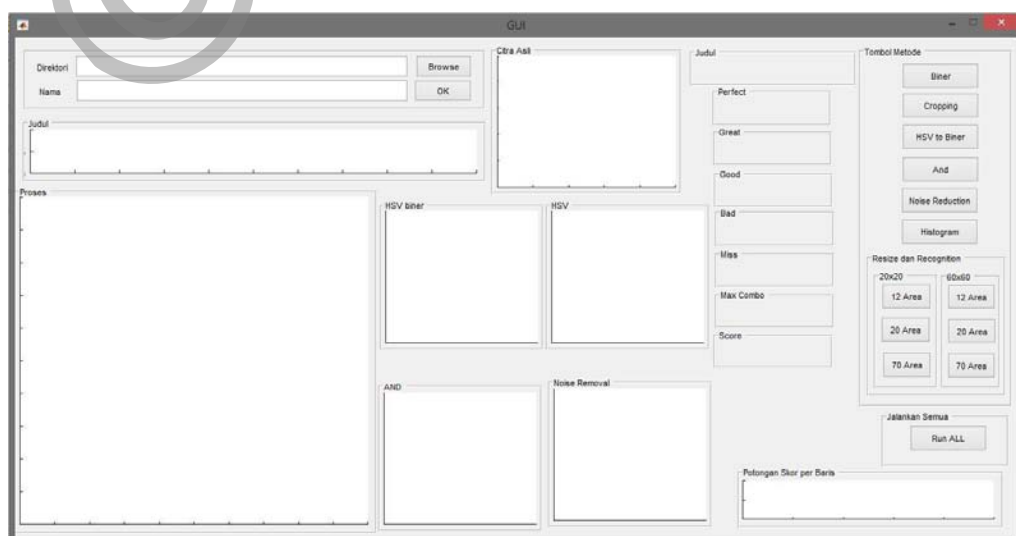 GUI
Direktori
Browse
Nama
OK
Judul
Proses
Citra Asli
HSV biner
HSV
AND
Noise Removal
Judul
Perfect
Great
Good
Bad
Miss
Max Combo
Score
Potongan Skor per Baris
Tombol Metode
Biner
Cropping
HSV to Biner
And
Noise Reduction
Histogram
Resize dan Recognition
20x20
60x60
12 Area
12 Area
20 Area
20 Area
70 Area
70 Area
Jalankan Semua
Run ALL